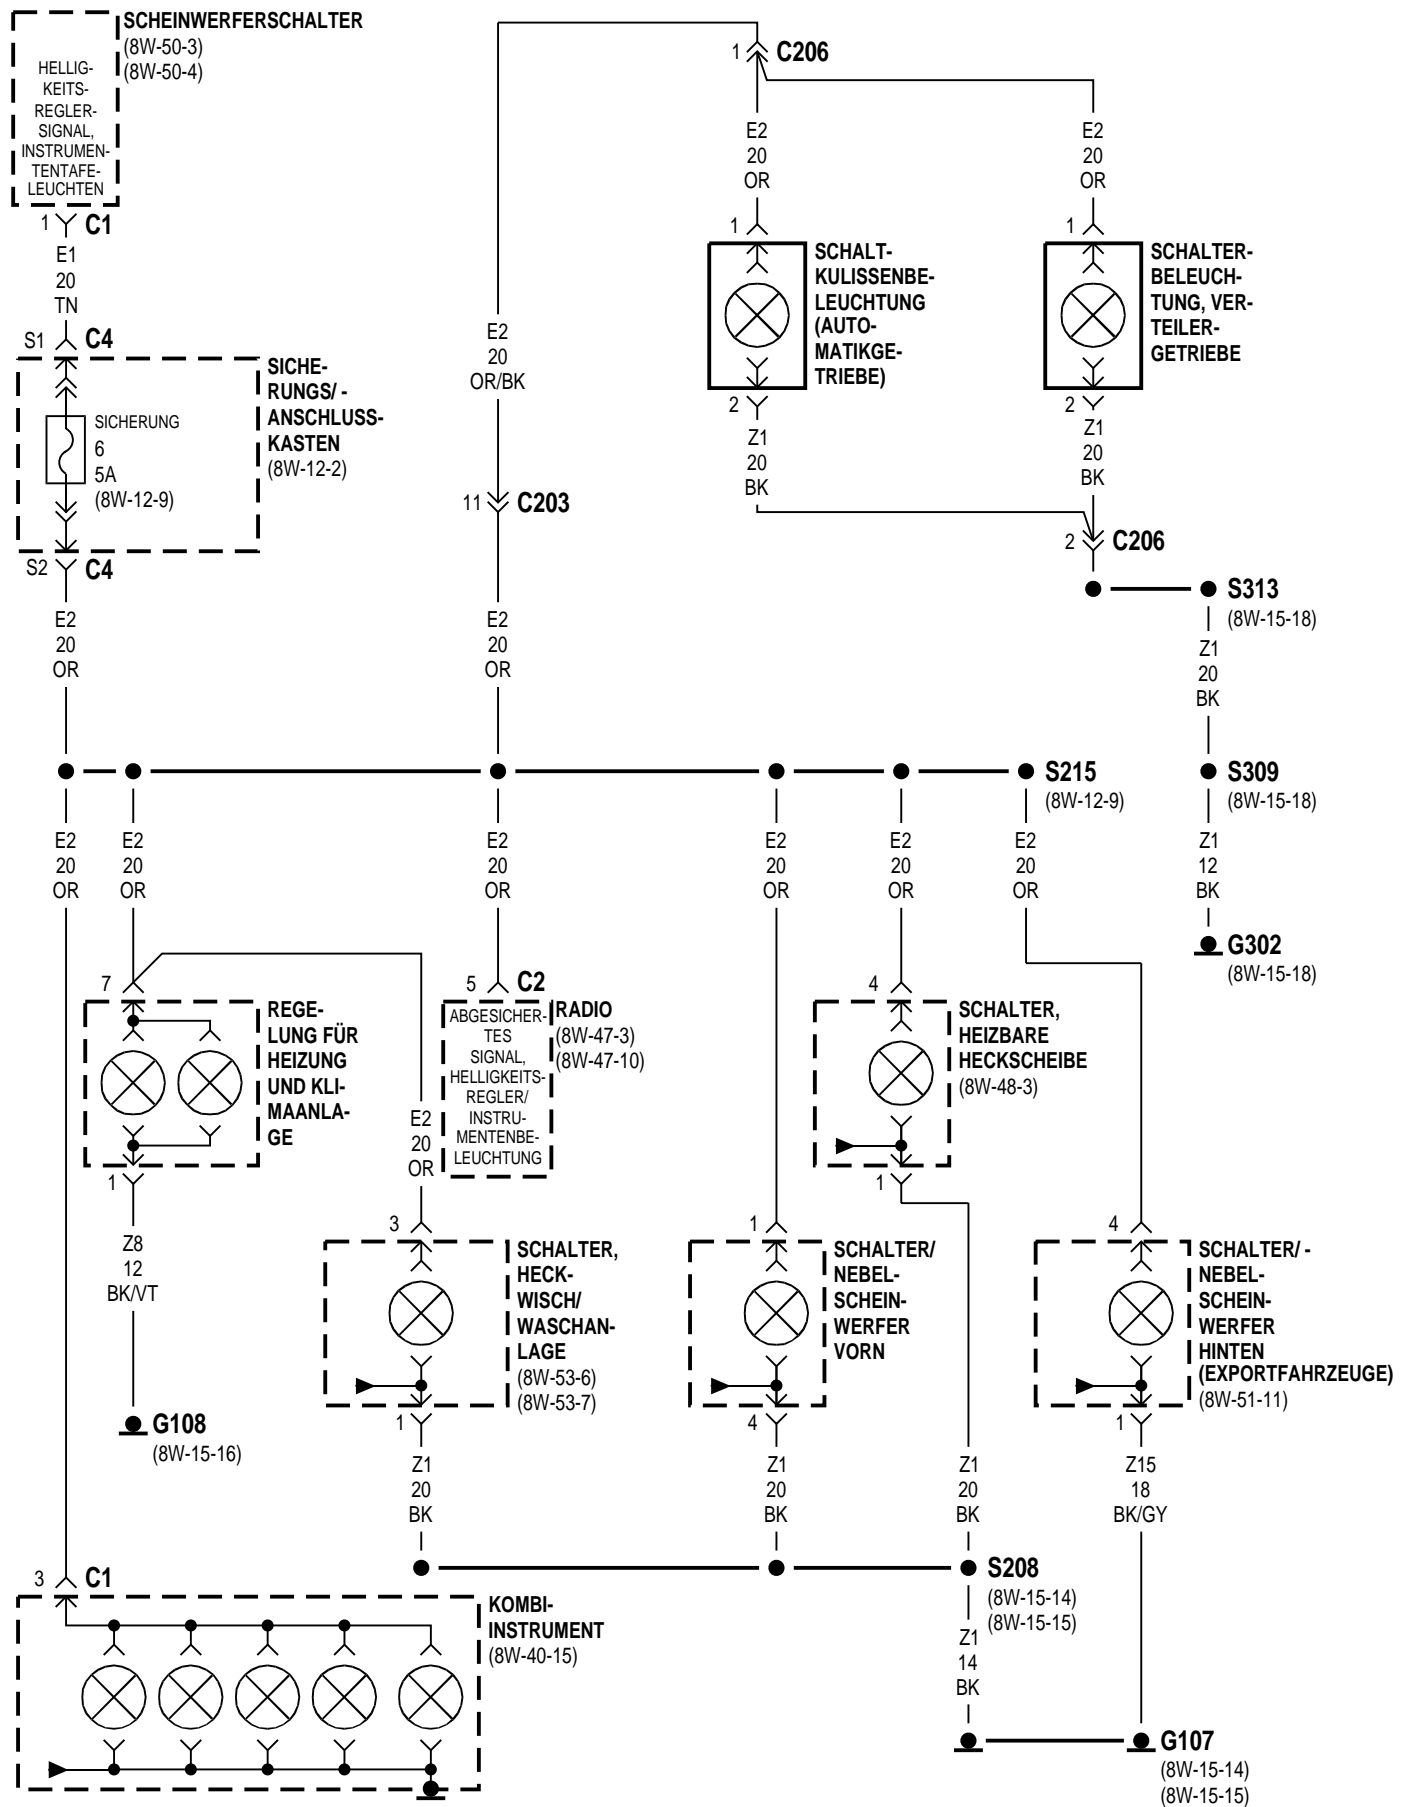 SCHEINWERFERSCHALTER
(8W-50-3)
(8W-50-4)
HELLIG-
KEITS-
REGLER-
SIGNAL,
INSTRUMEN-
TENTAFE-
LEUCHTEN
1 C1
E1
20
TN
S1 C4
SICHE-
RUNGS/ -
ANSCHLUSS-
KASTEN
(8W-12-2)
SICHERUNG
6
5A
(8W-12-9)
S2 C4
E2
20
OR
E2
20
OR/BK
11 C203
E2
20
OR
1 C206
E2
20
OR
E2
20
OR
1
SCHALT-
KULISSENBE-
LEUCHTUNG
(AUTO-
MATIKGE-
TRIEBE)
2
Z1
20
BK
1
SCHALTER-
BELEUCH-
TUNG, VER-
TEILER-
GETRIEBE
2
Z1
20
BK
2 C206
S313
(8W-15-18)
Z1
20
BK
S309
(8W-15-18)
Z1
12
BK
G302
(8W-15-18)
S215
(8W-12-9)
E2
20
OR
E2
20
OR
E2
20
OR
E2
20
OR
E2
20
OR
E2
20
OR
7
REGE-
LUNG FÜR
HEIZUNG
UND KLI-
MAANLA-
GE
1
Z8
12
BK/VT
G108
(8W-15-16)
E2
20
OR
5 C2
RADIO
(8W-47-3)
(8W-47-10)
ABGESICHER-
TES
SIGNAL,
HELLIGKEITS-
REGLER/
INSTRU-
MENTENBE-
LEUCHTUNG
4
SCHALTER,
HEIZBARE
HECKSCHEIBE
(8W-48-3)
1
3
SCHALTER,
HECK-
WISCH/
WASCHAN-
LAGE
(8W-53-6)
(8W-53-7)
1
Z1
20
BK
1
SCHALTER/
NEBEL-
SCHEIN-
WERFER
VORN
4
Z1
20
BK
Z1
20
BK
4
SCHALTER/ -
NEBEL-
SCHEIN-
WERFER
HINTEN
(EXPORTFAHRZEUGE)
(8W-51-11)
1
Z15
18
BK/GY
S208
(8W-15-14)
(8W-15-15)
Z1
14
BK
3 C1
KOMBI-
INSTRUMENT
(8W-40-15)
G107
(8W-15-14)
(8W-15-15)